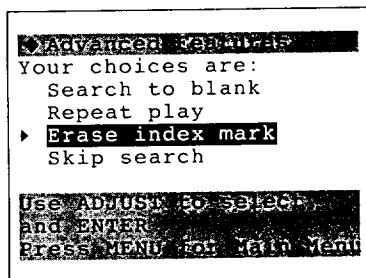 Advanced Features
Your choices are:
Search to blank
Repeat play
Erase index mark
Skip search
Use ADJUST to select
and ENTER
Press MENU for Main Menu